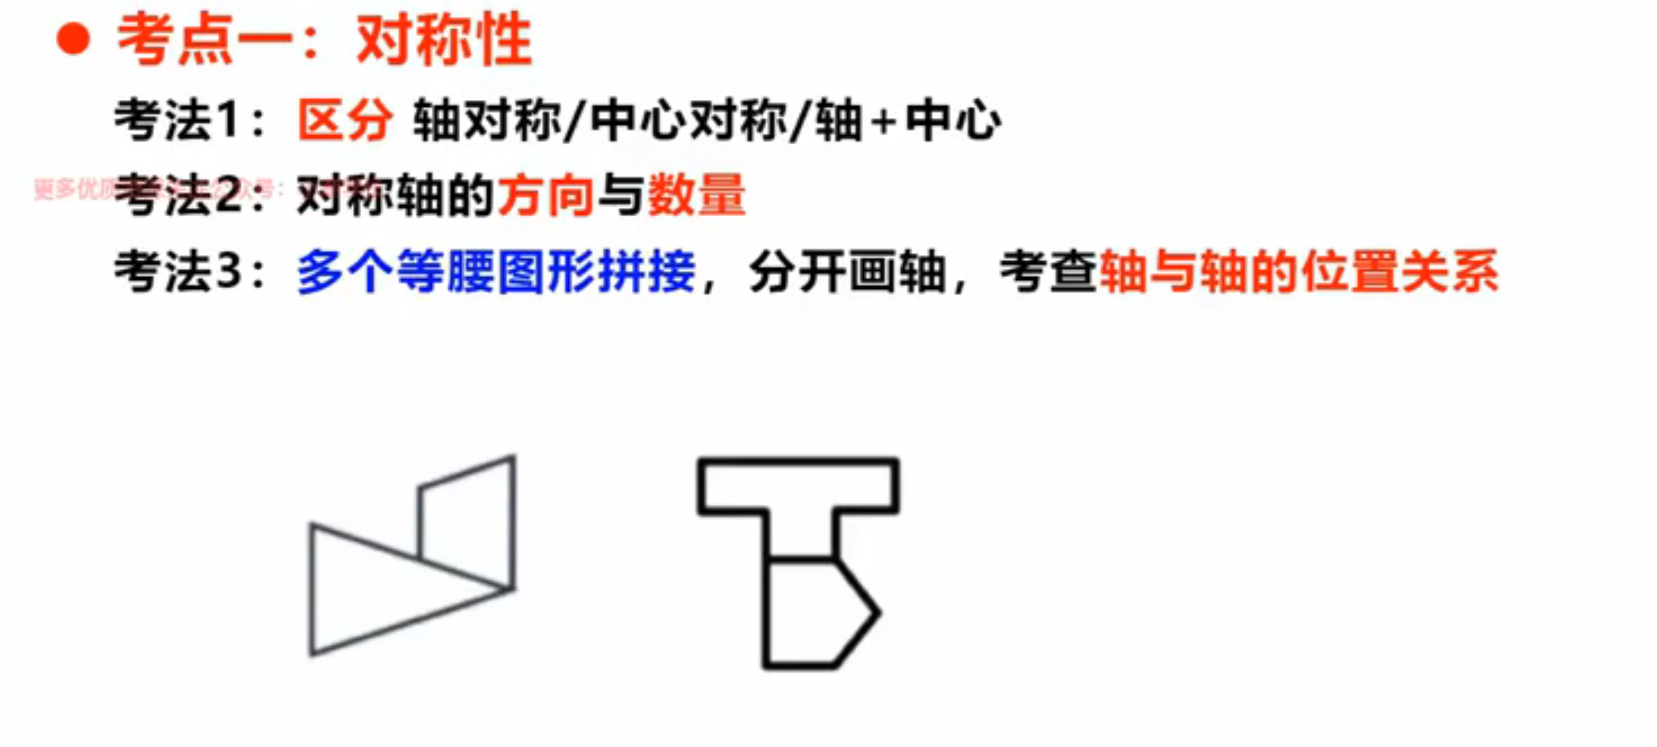 考点一：对称性
考法1：区分 轴对称/中心对称/轴+中心
考法2：对称轴的方向与数量
更多优质
号：
考法3：多个等腰图形拼接，分开画轴，考查轴与轴的位置关系